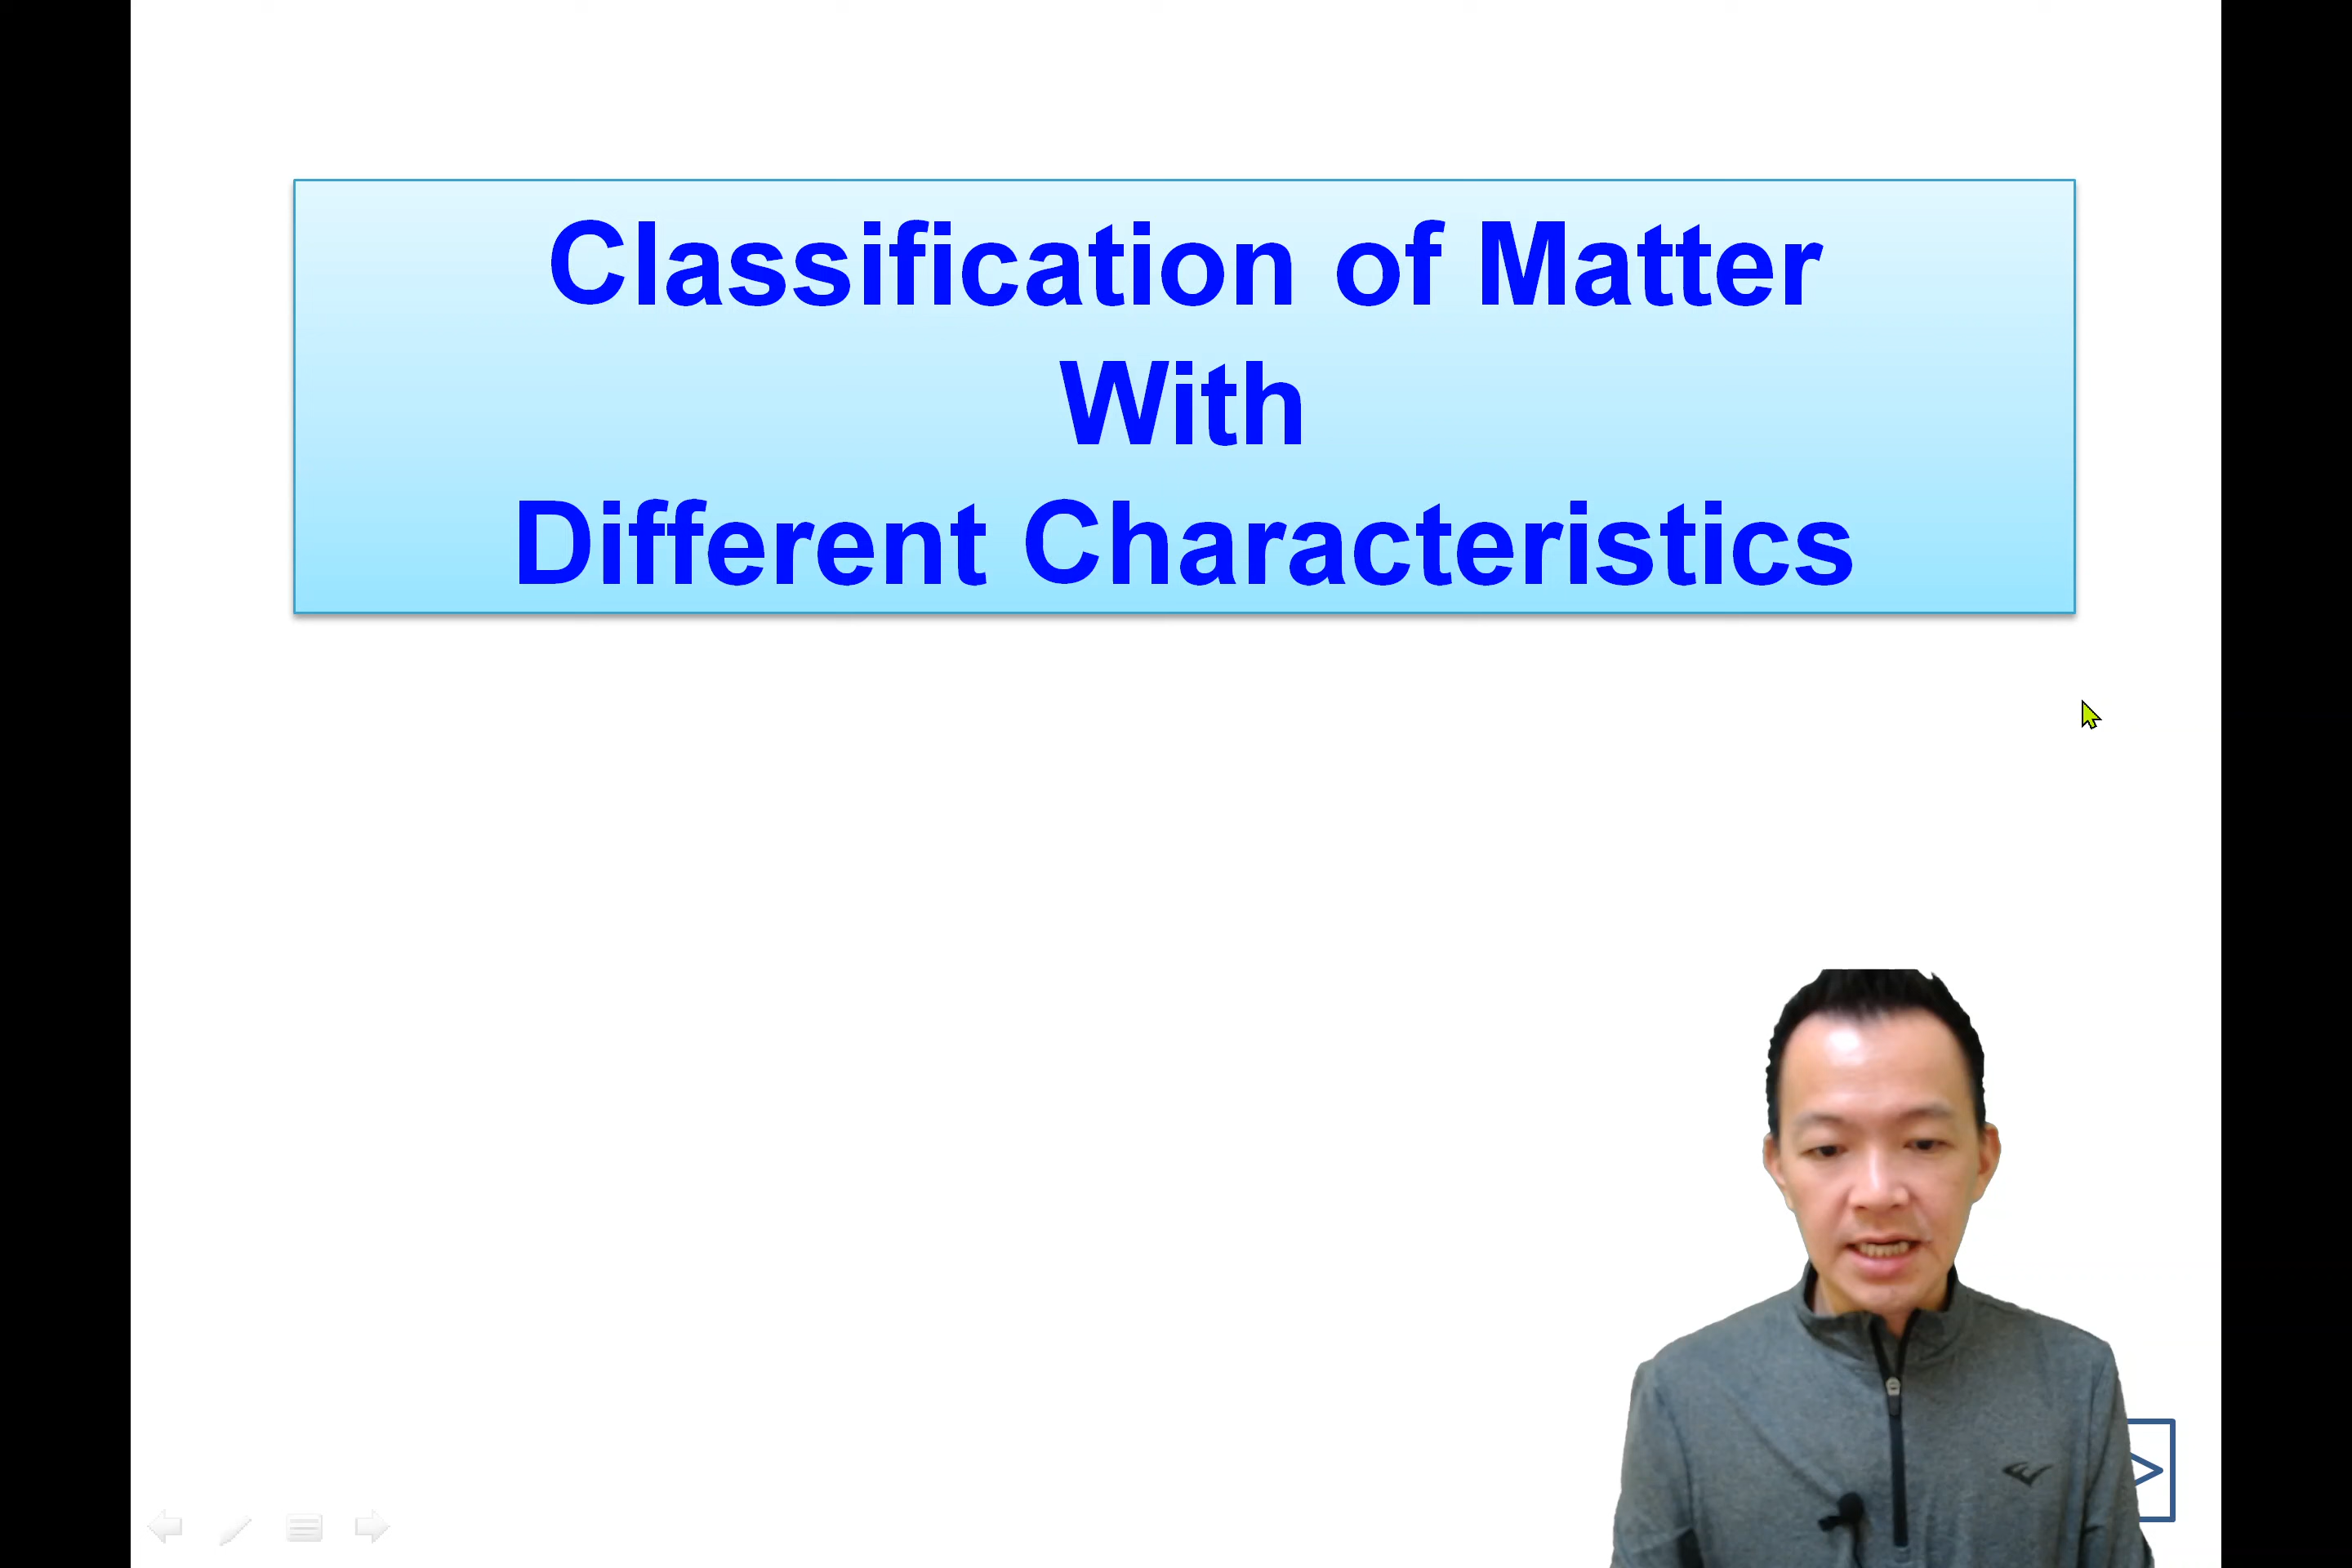 Classification of Matter
With
Different Characteristics